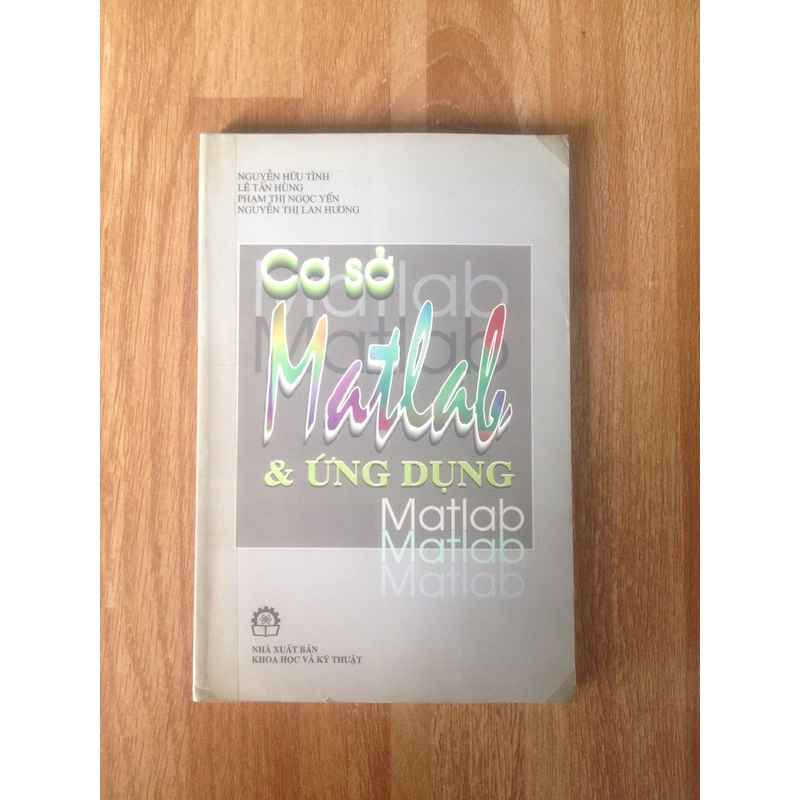 NGUYỄN HỮU TÌNH
LÊ TẤN HÙNG
PHẠM THỊ NGỌC YẾN
NGUYỄN THỊ LAN HƯƠNG
Cơ sở
Matlab
Matlab
Matlab
& ỨNG DỤNG
Matlab
Matlab
Matlab
NHÀ XUẤT BẢN
KHOA HỌC VÀ KỸ THUẬT